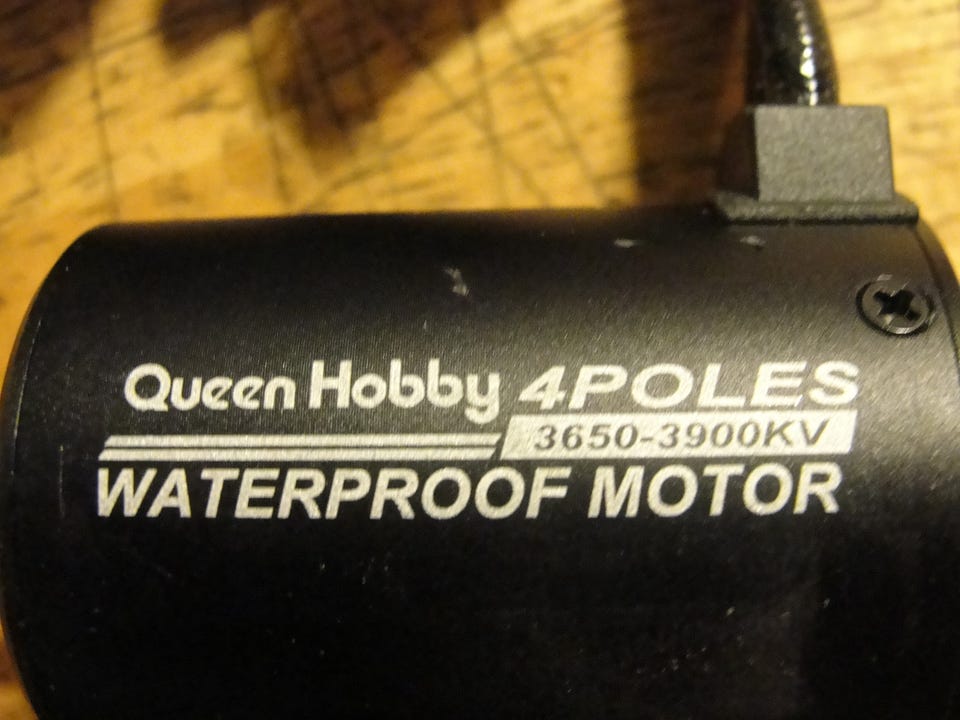 Queen Hobby 4POLES
3650-3900KV
WATERPROOF MOTOR